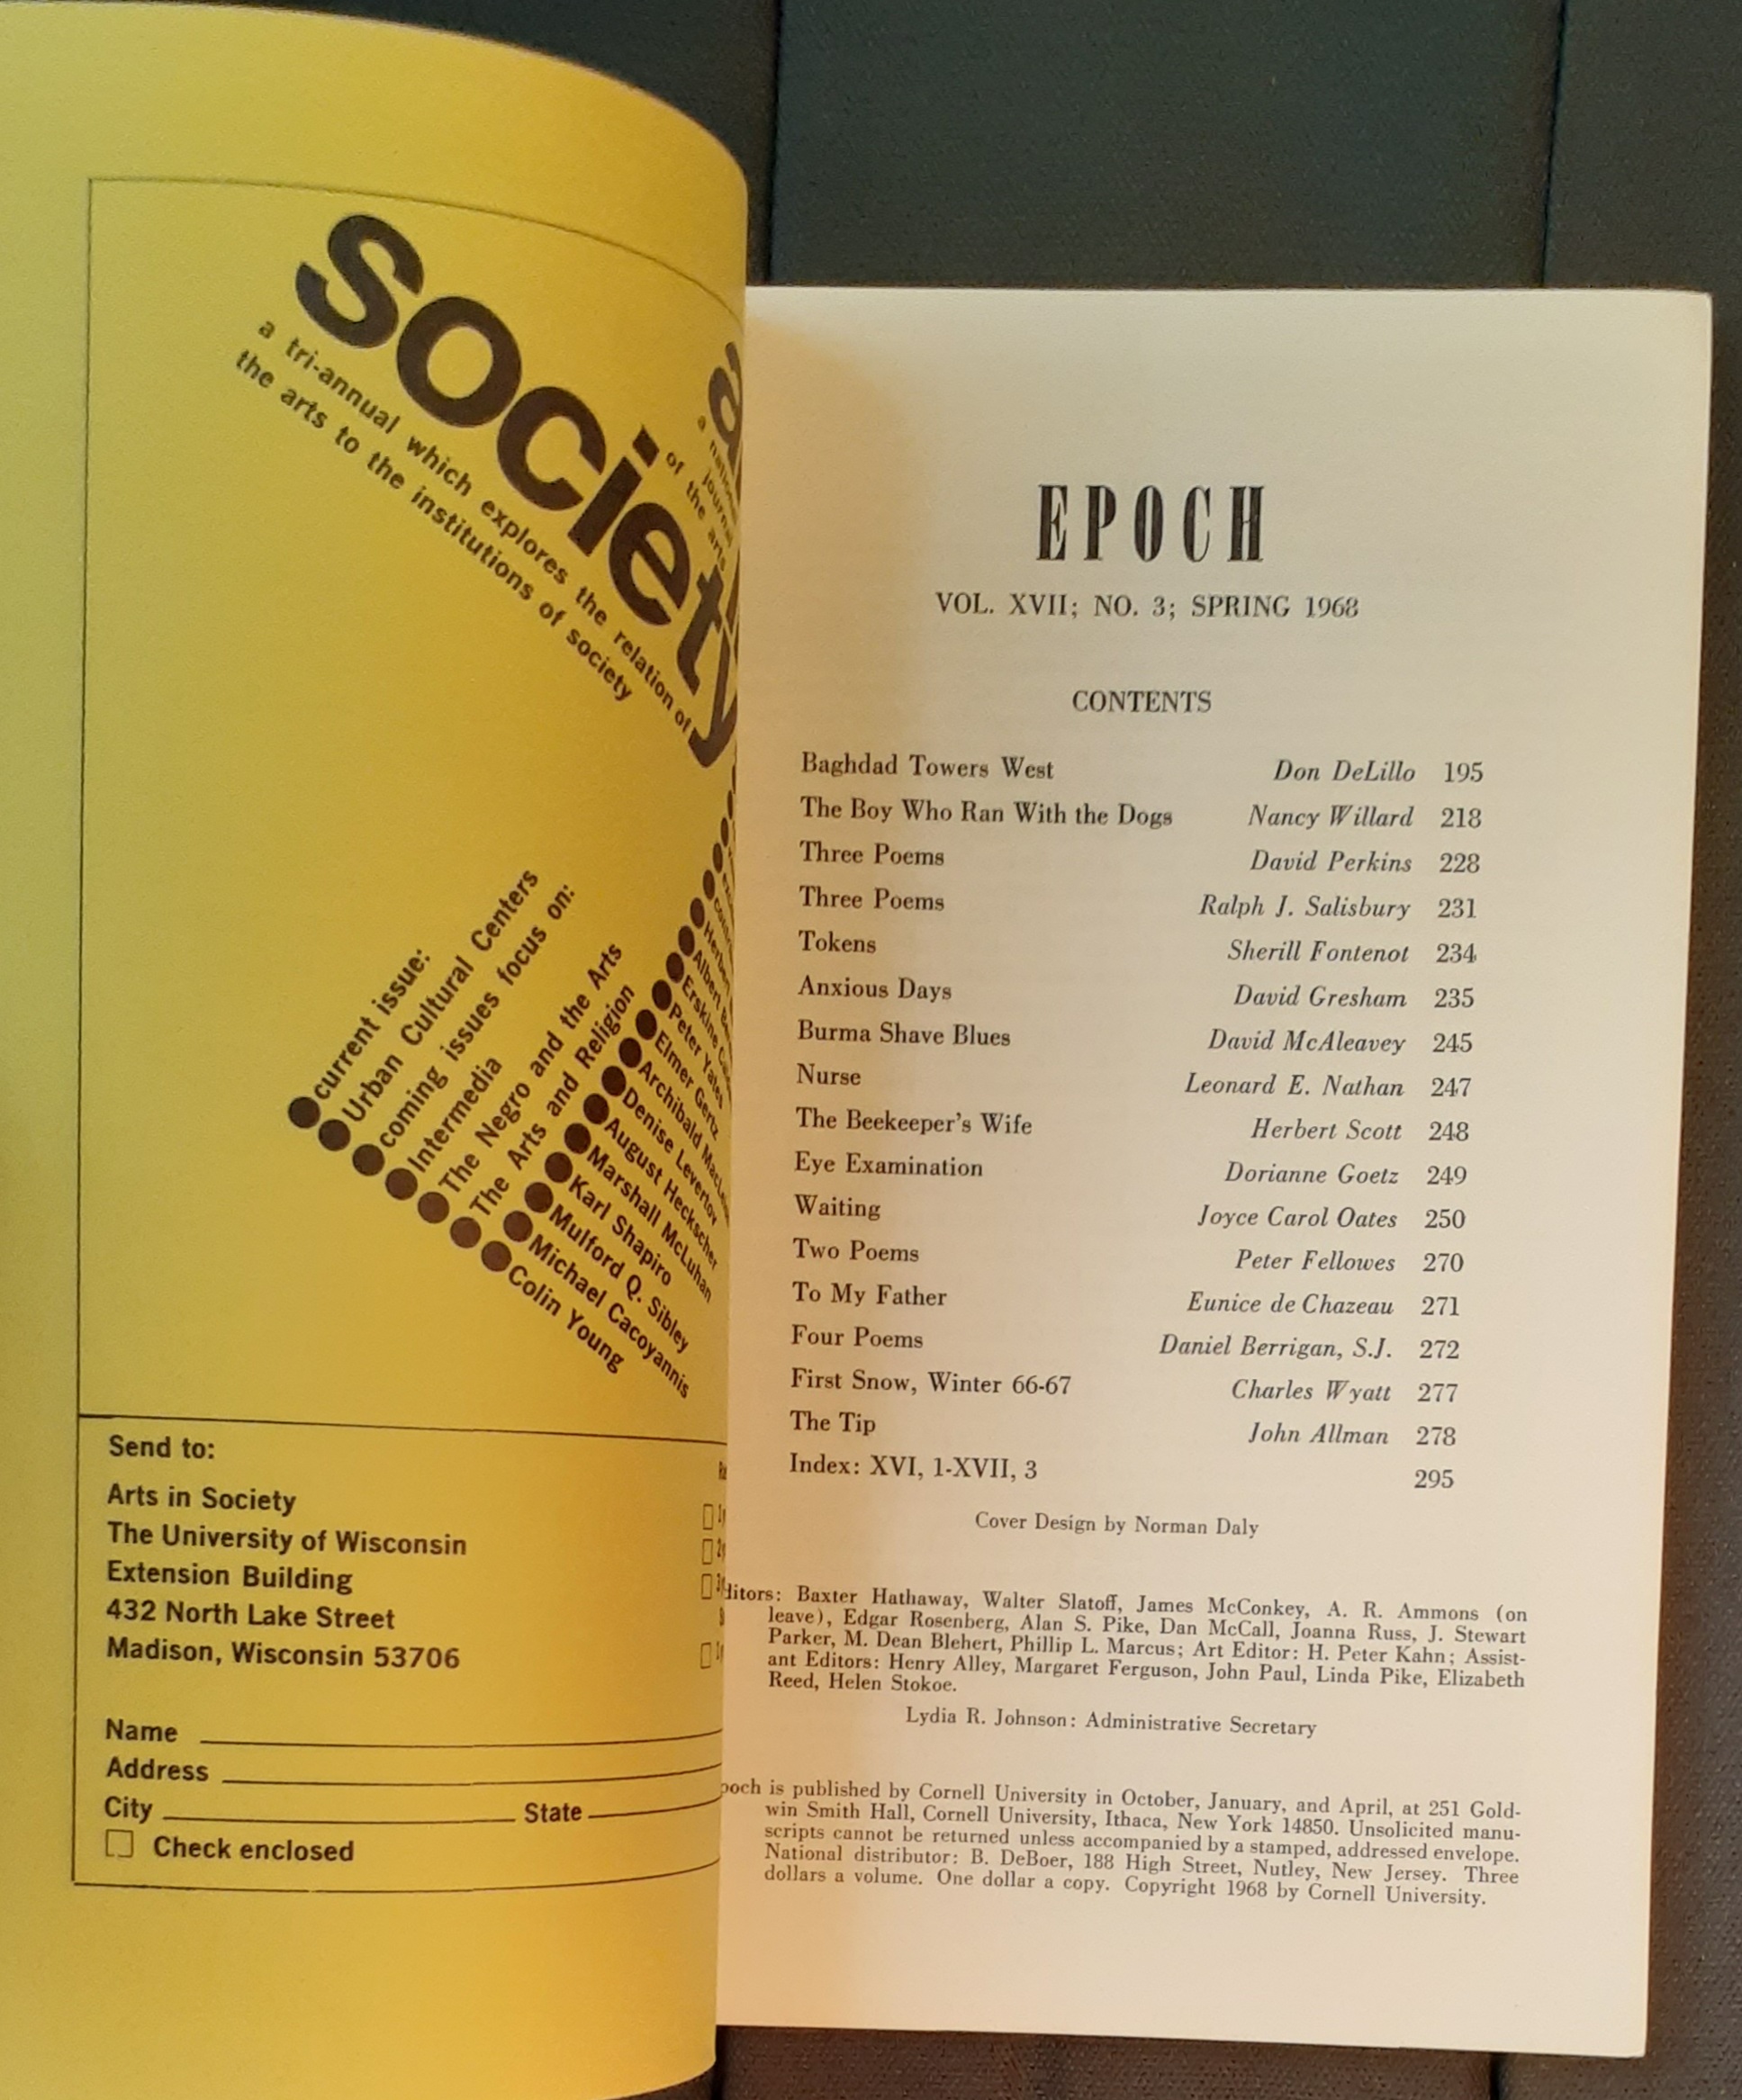 society
a tri-annual which explores the relation of
the arts to the institutions of society
a
journal
of the arts
current issue:
Urban Cultural Centers
coming issues focus on:
Intermedia
The Negro and the Arts
The Arts and Religion
Herbert
Albert
Erskine
Peter Yates
Elmer Gertz
Archibald
Denise Levertov
August Heckscher
Marshall McLuhan
Karl Shapiro
Mulford Q. Sibley
Michael Cacoyannis
Colin Young
Send to:
Arts in Society
The University of Wisconsin
Extension Building
432 North Lake Street
Madison, Wisconsin 53706
Name
Address
City State
Check enclosed
EPOCH
VOL. XVII; NO. 3; SPRING 1968
CONTENTS
Baghdad Towers West Don DeLillo 195
The Boy Who Ran With the Dogs Nancy Willard 218
Three Poems David Perkins 228
Three Poems Ralph J. Salisbury 231
Tokens Sherill Fontenot 234
Anxious Days David Gresham 235
Burma Shave Blues David McAleavey 245
Nurse Leonard E. Nathan 247
The Beekeeper's Wife Herbert Scott 248
Eye Examination Dorianne Goetz 249
Waiting Joyce Carol Oates 250
Two Poems Peter Fellowes 270
To My Father Eunice de Chazeau 271
Four Poems Daniel Berrigan, S.J. 272
First Snow, Winter 66-67 Charles Wyatt 277
The Tip John Allman 278
Index: XVI, 1-XVII, 3 295
Cover Design by Norman Daly
ditors: Baxter Hathaway, Walter Slatoff, James McConkey, A. R. Ammons (on
leave), Edgar Rosenberg, Alan S. Pike, Dan McCall, Joanna Russ, J. Stewart
Parker, M. Dean Blehert, Phillip L. Marcus; Art Editor: H. Peter Kahn; Assist-
ant Editors: Henry Alley, Margaret Ferguson, John Paul, Linda Pike, Elizabeth
Reed, Helen Stokoe.
Lydia R. Johnson: Administrative Secretary
poch is published by Cornell University in October, January, and April, at 251 Gold-
win Smith Hall, Cornell University, Ithaca, New York 14850. Unsolicited manu-
scripts cannot be returned unless accompanied by a stamped, addressed envelope.
National distributor: B. DeBoer, 188 High Street, Nutley, New Jersey. Three
dollars a volume. One dollar a copy. Copyright 1968 by Cornell University.